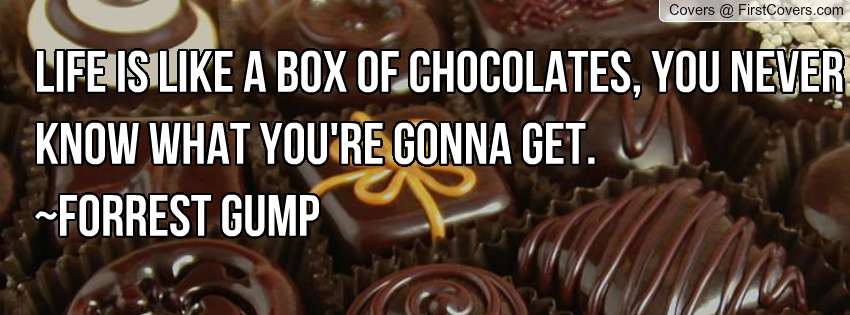 Covers @ FirstCovers.com
LIFE IS LIKE A BOX OF CHOCOLATES, YOU NEVER
KNOW WHAT YOU'RE GONNA GET.
~FORREST GUMP